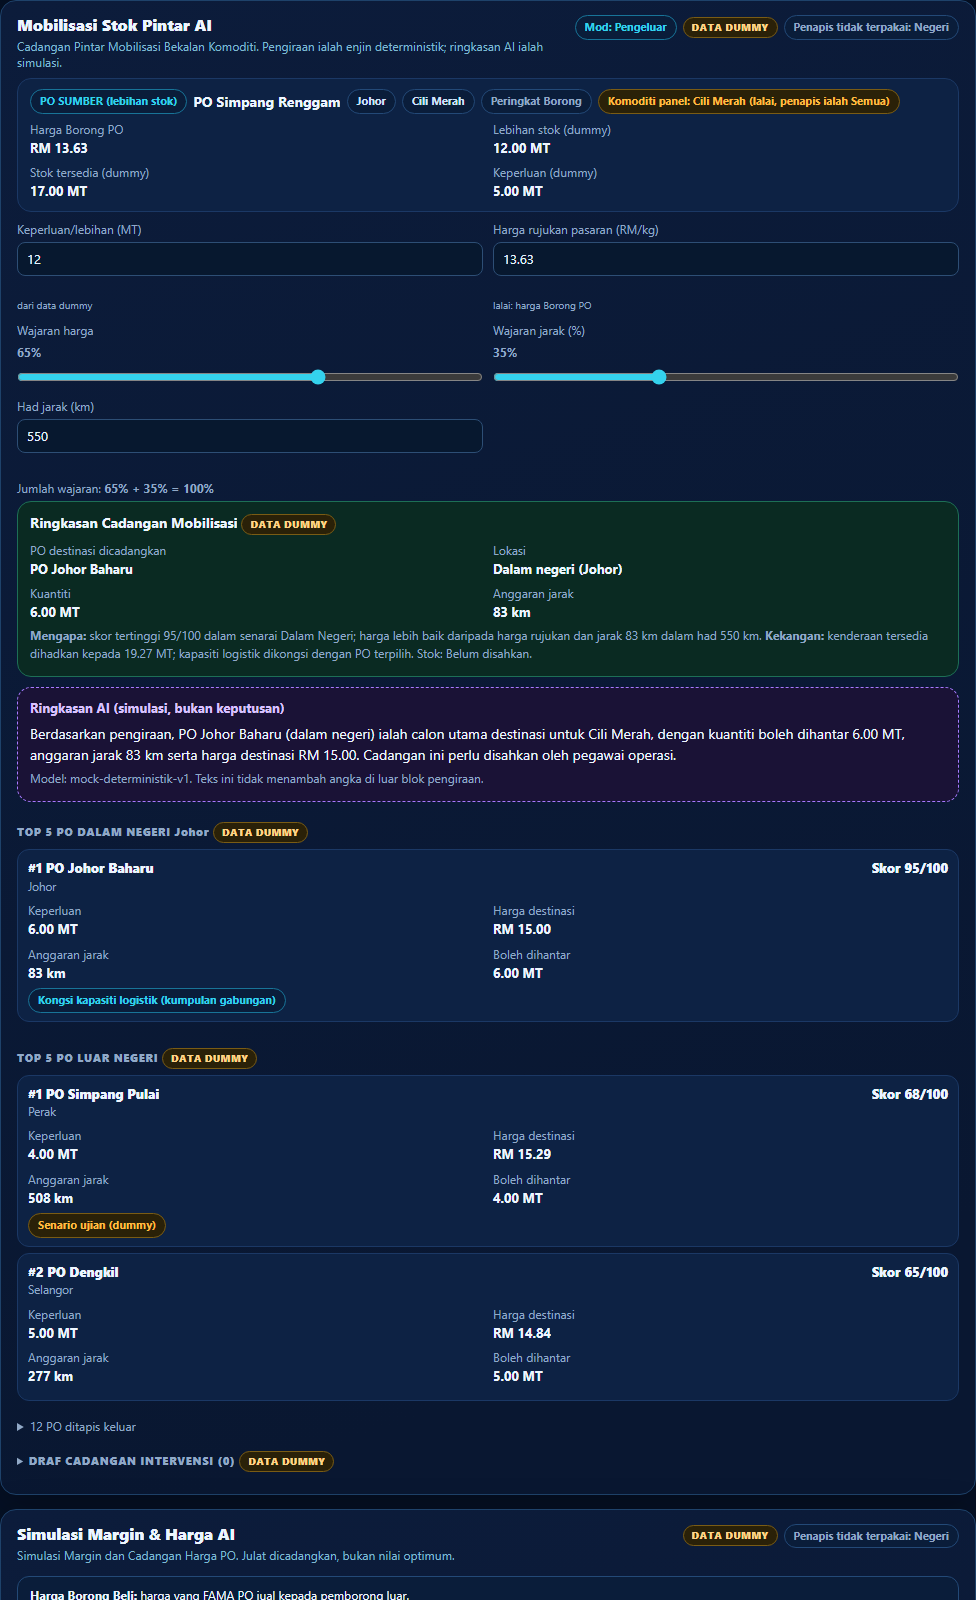 Mobilisasi Stok Pintar AI
Mod: Pengeluar
DATA DUMMY
Penapis tidak terpakai: Negeri
Cadangan Pintar Mobilisasi Bekalan Komoditi. Pengiraan ialah enjin deterministik; ringkasan AI ialah
simulasi.
PO SUMBER (lebihan stok)
PO Simpang Renggam
Johor
Cili Merah
Peringkat Borong
Komoditi panel: Cili Merah (lalai, penapis ialah Semua)
Harga Borong PO
Lebihan stok (dummy)
RM 13.63
12.00 MT
Stok tersedia (dummy)
Keperluan (dummy)
17.00 MT
5.00 MT
Keperluan/lebihan (MT)
Harga rujukan pasaran (RM/kg)
12
13.63
dari data dummy
lalai: harga Borong PO
Wajaran harga
Wajaran jarak (%)
65%
35%
Had jarak (km)
550
Jumlah wajaran: 65% + 35% = 100%
Ringkasan Cadangan Mobilisasi
DATA DUMMY
PO destinasi dicadangkan
Lokasi
PO Johor Baharu
Dalam negeri (Johor)
Kuantiti
Anggaran jarak
6.00 MT
83 km
Mengapa: skor tertinggi 95/100 dalam senarai Dalam Negeri; harga lebih baik daripada harga rujukan dan jarak 83 km dalam had 550 km. Kekangan: kenderaan tersedia
dihadkan kepada 19.27 MT; kapasiti logistik dikongsi dengan PO terpilih. Stok: Belum disahkan.
Ringkasan AI (simulasi, bukan keputusan)
Berdasarkan pengiraan, PO Johor Baharu (dalam negeri) ialah calon utama destinasi untuk Cili Merah, dengan kuantiti boleh dihantar 6.00 MT,
anggaran jarak 83 km serta harga destinasi RM 15.00. Cadangan ini perlu disahkan oleh pegawai operasi.
Model: mock-deterministik-v1. Teks ini tidak menambah angka di luar blok pengiraan.
TOP 5 PO DALAM NEGERI Johor
DATA DUMMY
#1 PO Johor Baharu
Skor 95/100
Johor
Keperluan
Harga destinasi
6.00 MT
RM 15.00
Anggaran jarak
Boleh dihantar
83 km
6.00 MT
Kongsi kapasiti logistik (kumpulan gabungan)
TOP 5 PO LUAR NEGERI
DATA DUMMY
#1 PO Simpang Pulai
Skor 68/100
Perak
Keperluan
Harga destinasi
4.00 MT
RM 15.29
Anggaran jarak
Boleh dihantar
508 km
4.00 MT
Senario ujian (dummy)
#2 PO Dengkil
Skor 65/100
Selangor
Keperluan
Harga destinasi
5.00 MT
RM 14.84
Anggaran jarak
Boleh dihantar
277 km
5.00 MT
12 PO ditapis keluar
DRAF CADANGAN INTERVENSI (0)
DATA DUMMY
Simulasi Margin & Harga AI
DATA DUMMY
Penapis tidak terpakai: Negeri
Simulasi Margin dan Cadangan Harga PO. Julat dicadangkan, bukan nilai optimum.
Harga Borong Beli: harga yang FAMA PO jual kepada pemborong luar.